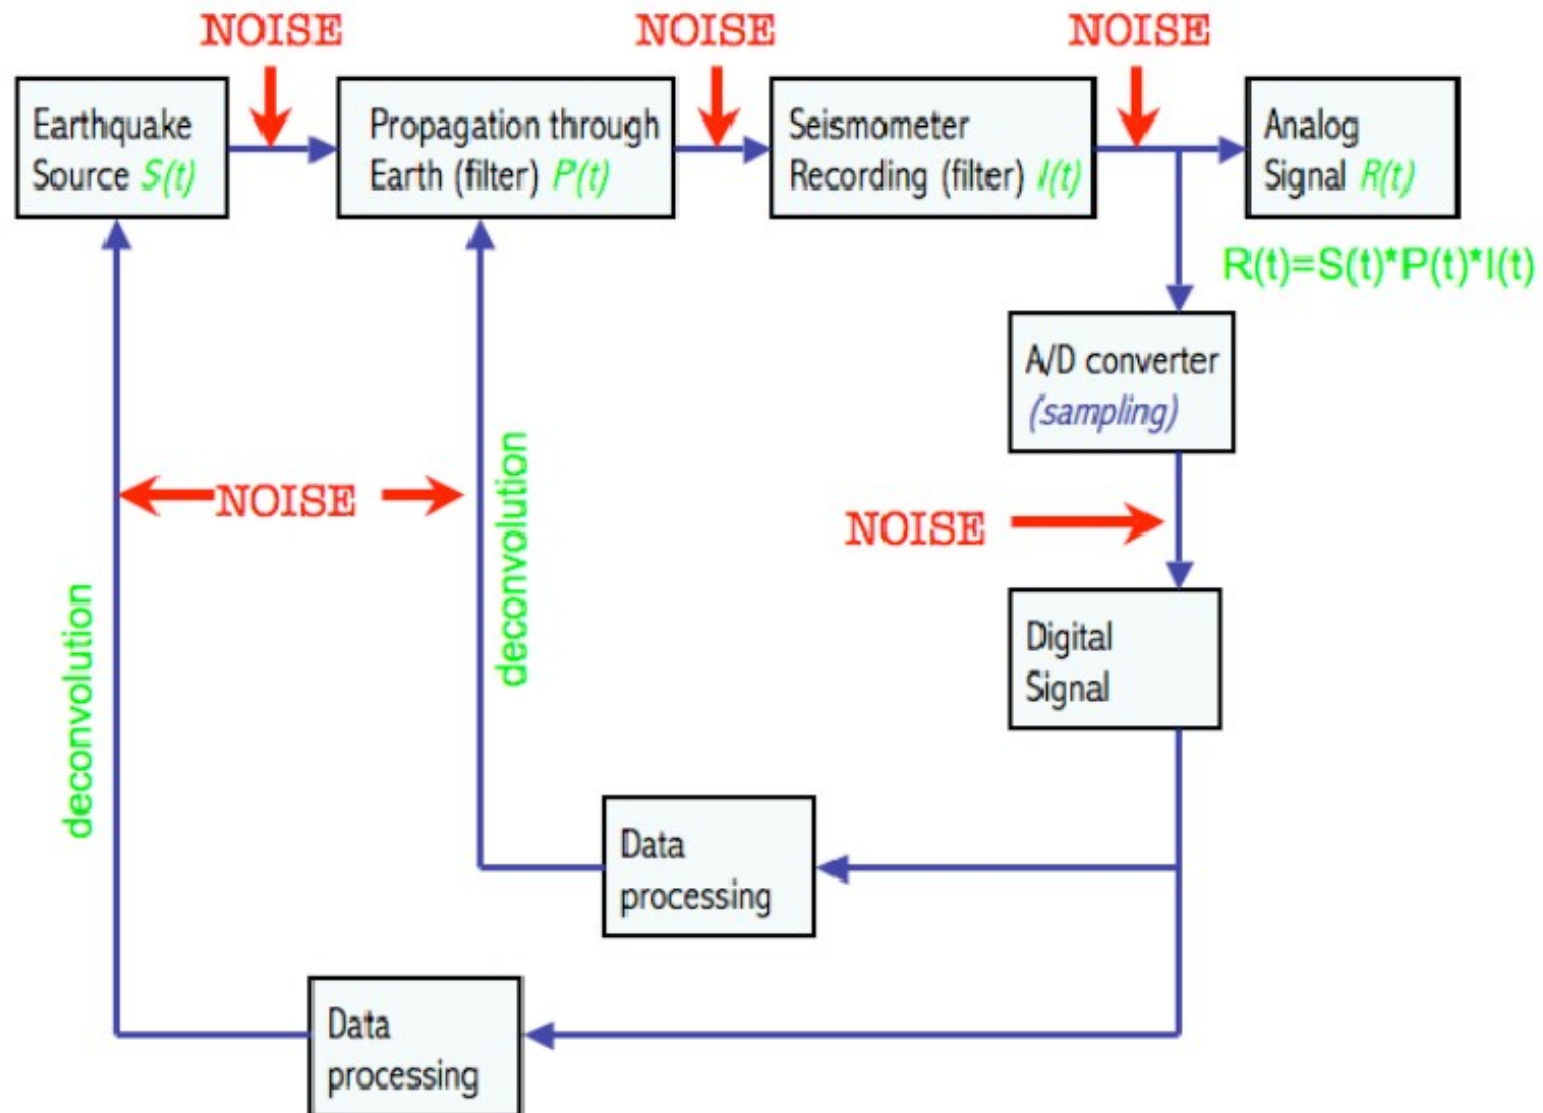 NOISE
NOISE
NOISE
Earthquake
Source S(t)
Propagation through
Earth (filter) P(t)
Seismometer
Recording (filter) I(t)
Analog
Signal R(t)
R(t)=S(t)*P(t)*I(t)
A/D converter
(sampling)
NOISE
NOISE
deconvolution
deconvolution
Digital
Signal
Data
processing
Data
processing